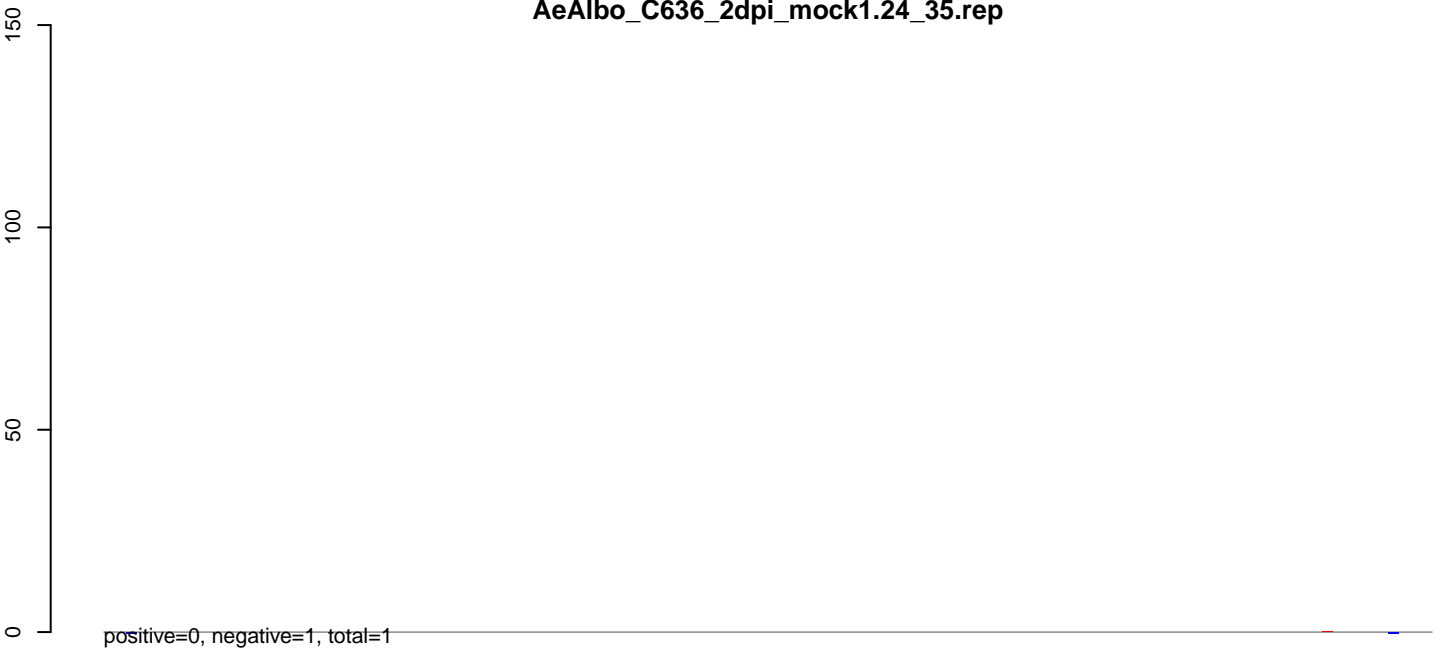 AeAlbo_C636_2dpi_mock1.24_35.rep
150
100
50
0
positive=0, negative=1, total=1